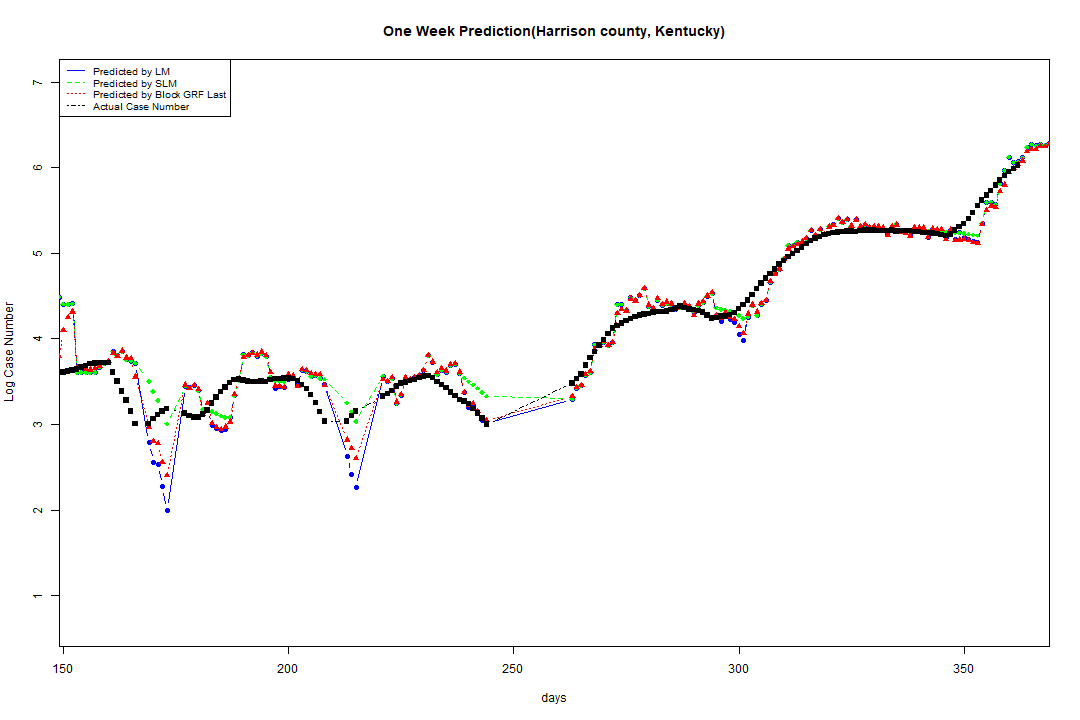 One Week Prediction(Harrison county, Kentucky)
Predicted by LM
Predicted by SLM
Predicted by Block GRF Last
Actual Case Number
7
6
5
4
3
2
1
Log Case Number
150 200 250 300 350
days